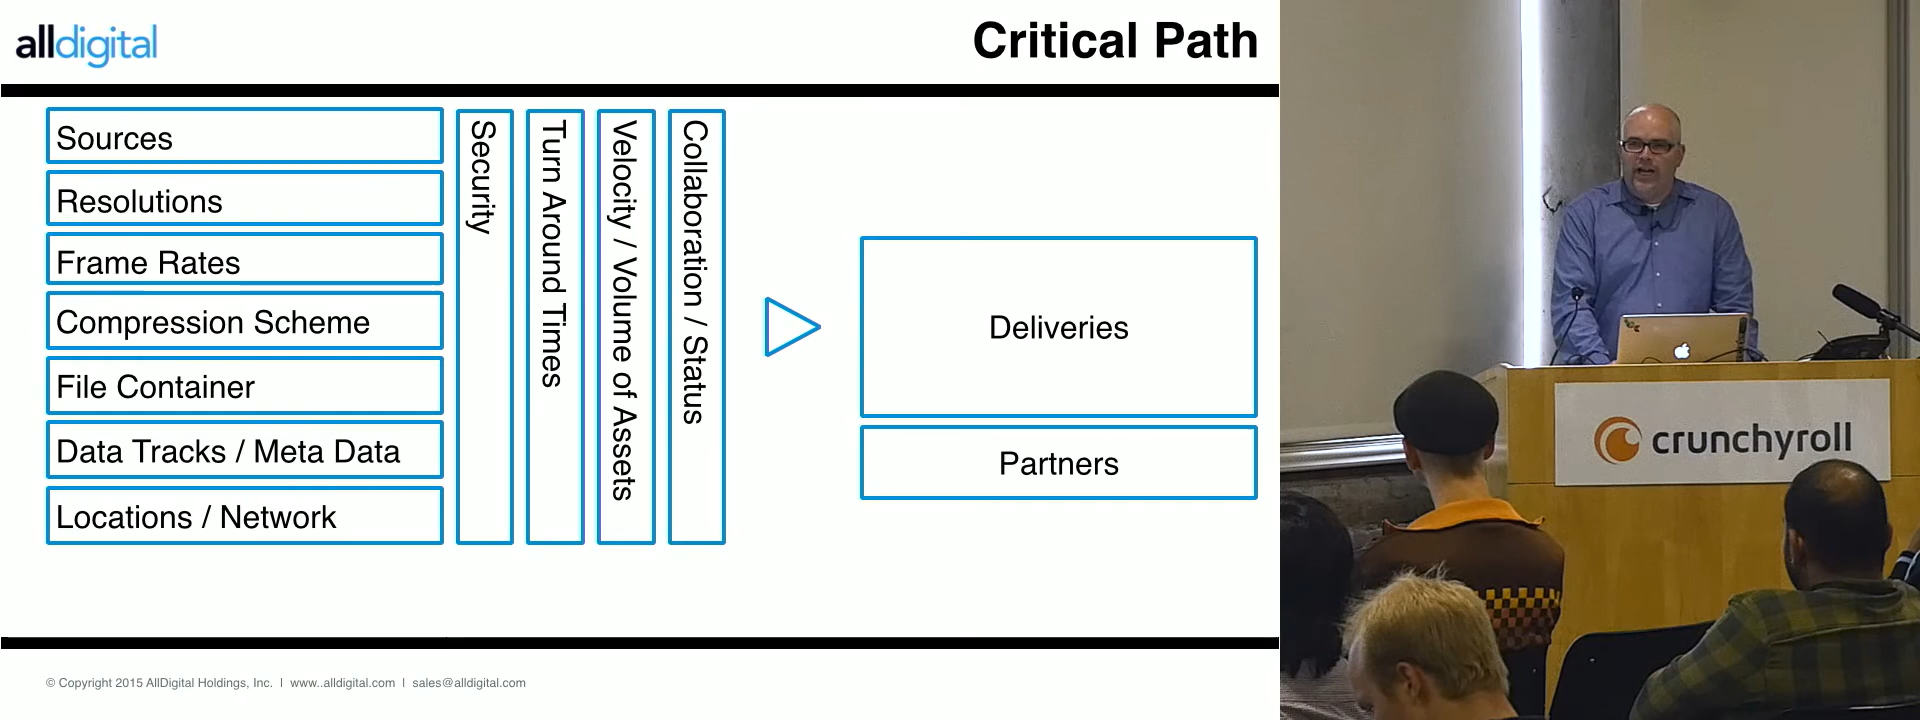 alldigital
Critical Path
Sources
Resolutions
Frame Rates
Compression Scheme
File Container
Data Tracks / Meta Data
Locations / Network
Security
Turn Around Times
Velocity / Volume of Assets
Collaboration / Status
Deliveries
Partners
© Copyright 2015 AllDigital Holdings, Inc. | www..alldigital.com | sales@alldigital.com
crunchyroll